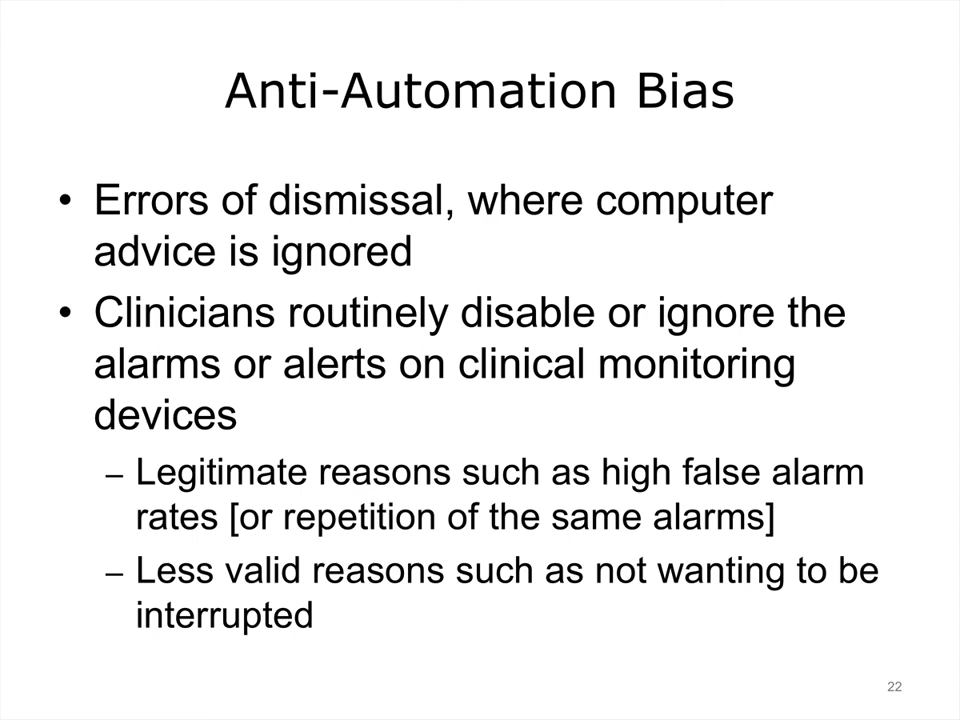 Anti-Automation Bias
• Errors of dismissal, where computer
advice is ignored
• Clinicians routinely disable or ignore the
alarms or alerts on clinical monitoring
devices
– Legitimate reasons such as high false alarm
rates [or repetition of the same alarms]
– Less valid reasons such as not wanting to be
interrupted
22